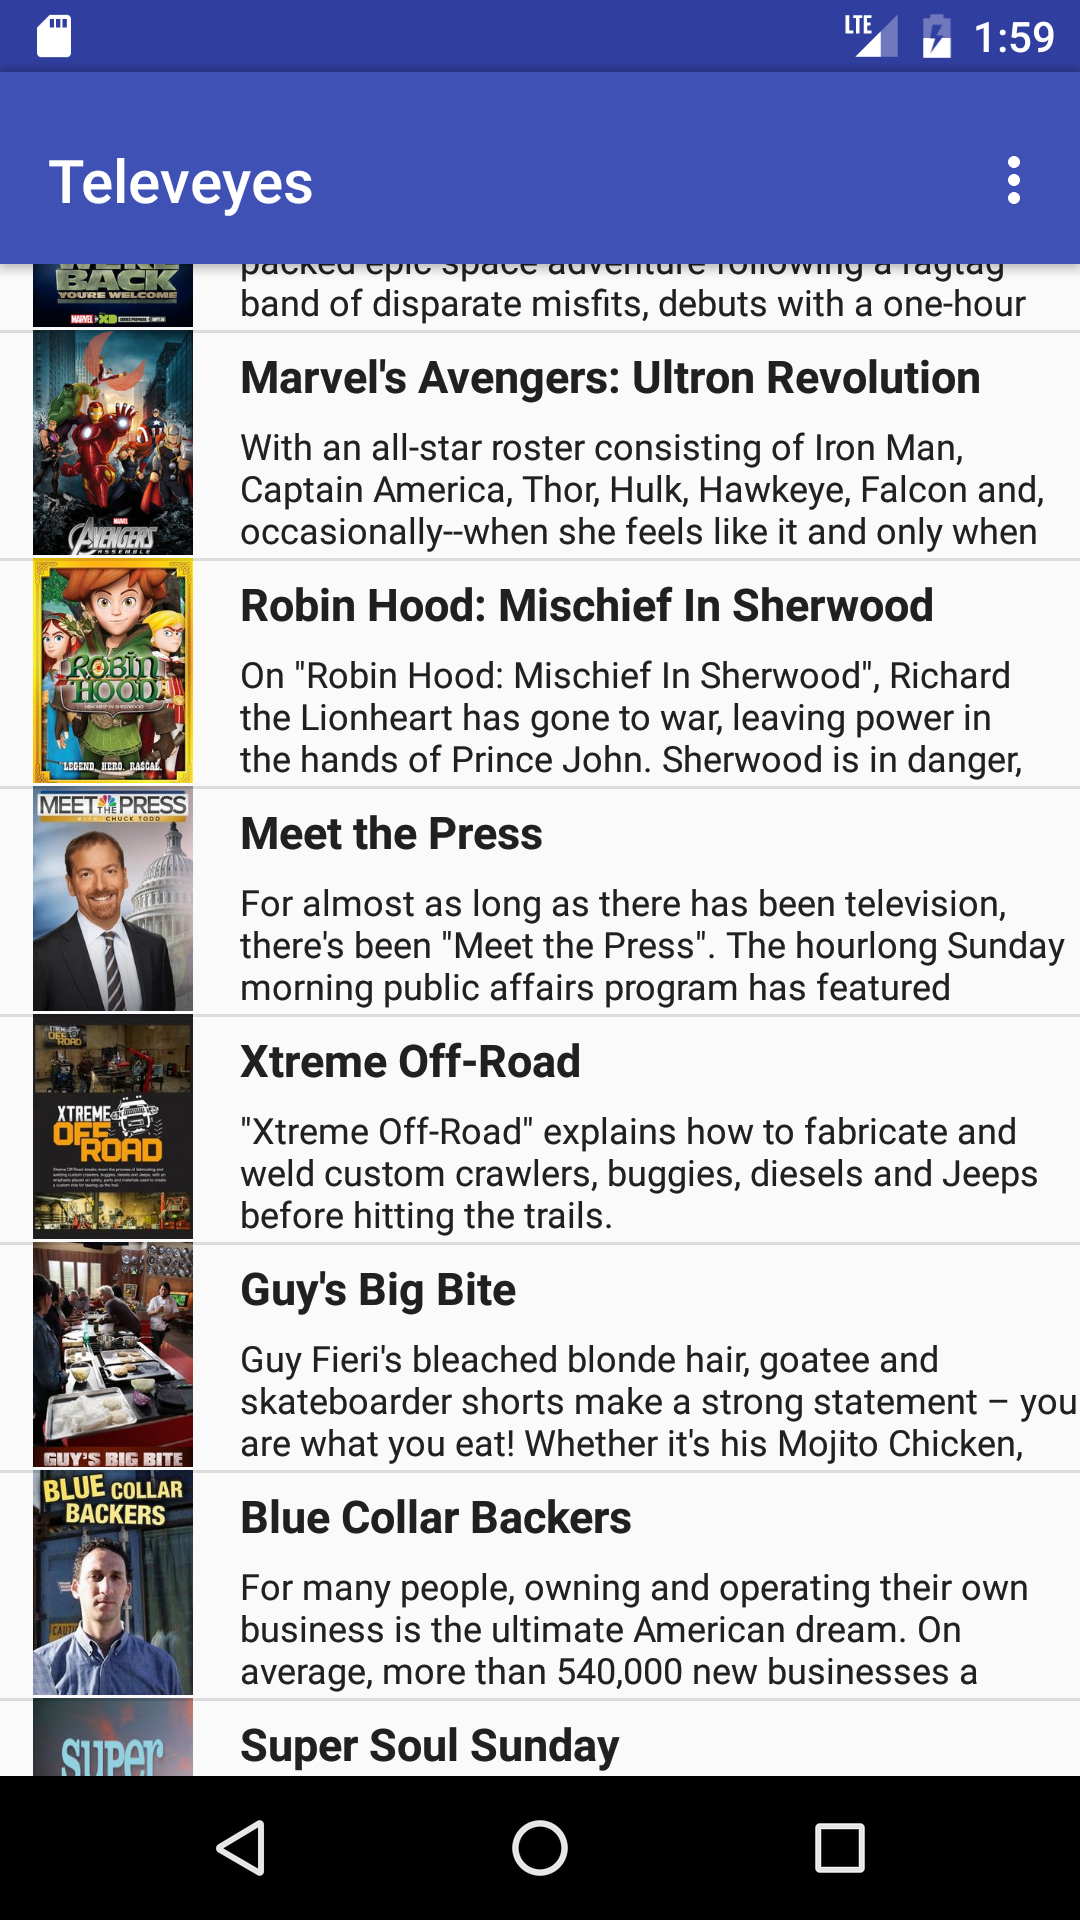 LTE 1:59
Televeyes
BACK
YOU'RE WELCOME
MARVEL XD
packed epic space adventure following a ragtag
band of disparate misfits, debuts with a one-hour
Marvel's Avengers: Ultron Revolution
With an all-star roster consisting of Iron Man,
Captain America, Thor, Hulk, Hawkeye, Falcon and,
occasionally--when she feels like it and only when
MARVEL
AVENGERS
ASSEMBLE
Robin Hood: Mischief In Sherwood
On "Robin Hood: Mischief In Sherwood", Richard
the Lionheart has gone to war, leaving power in
the hands of Prince John. Sherwood is in danger,
ROBIN
HOOD
MISCHIEF IN SHERWOOD
LEGEND. HERO. RASCAL.
MEET THE PRESS
WITH CHUCK TODD
Meet the Press
For almost as long as there has been television,
there's been "Meet the Press". The hourlong Sunday
morning public affairs program has featured
XTREME
OFF
ROAD
XTREME
OFF
ROAD
Xtreme Off-Road
"Xtreme Off-Road" explains how to fabricate and
weld custom crawlers, buggies, diesels and Jeeps
before hitting the trails.
Guy's Big Bite
Guy Fieri's bleached blonde hair, goatee and
skateboarder shorts make a strong statement – you
are what you eat! Whether it's his Mojito Chicken,
GUY'S BIG BITE
BLUE COLLAR
BACKERS
Blue Collar Backers
For many people, owning and operating their own
business is the ultimate American dream. On
average, more than 540,000 new businesses a
super
Super Soul Sunday